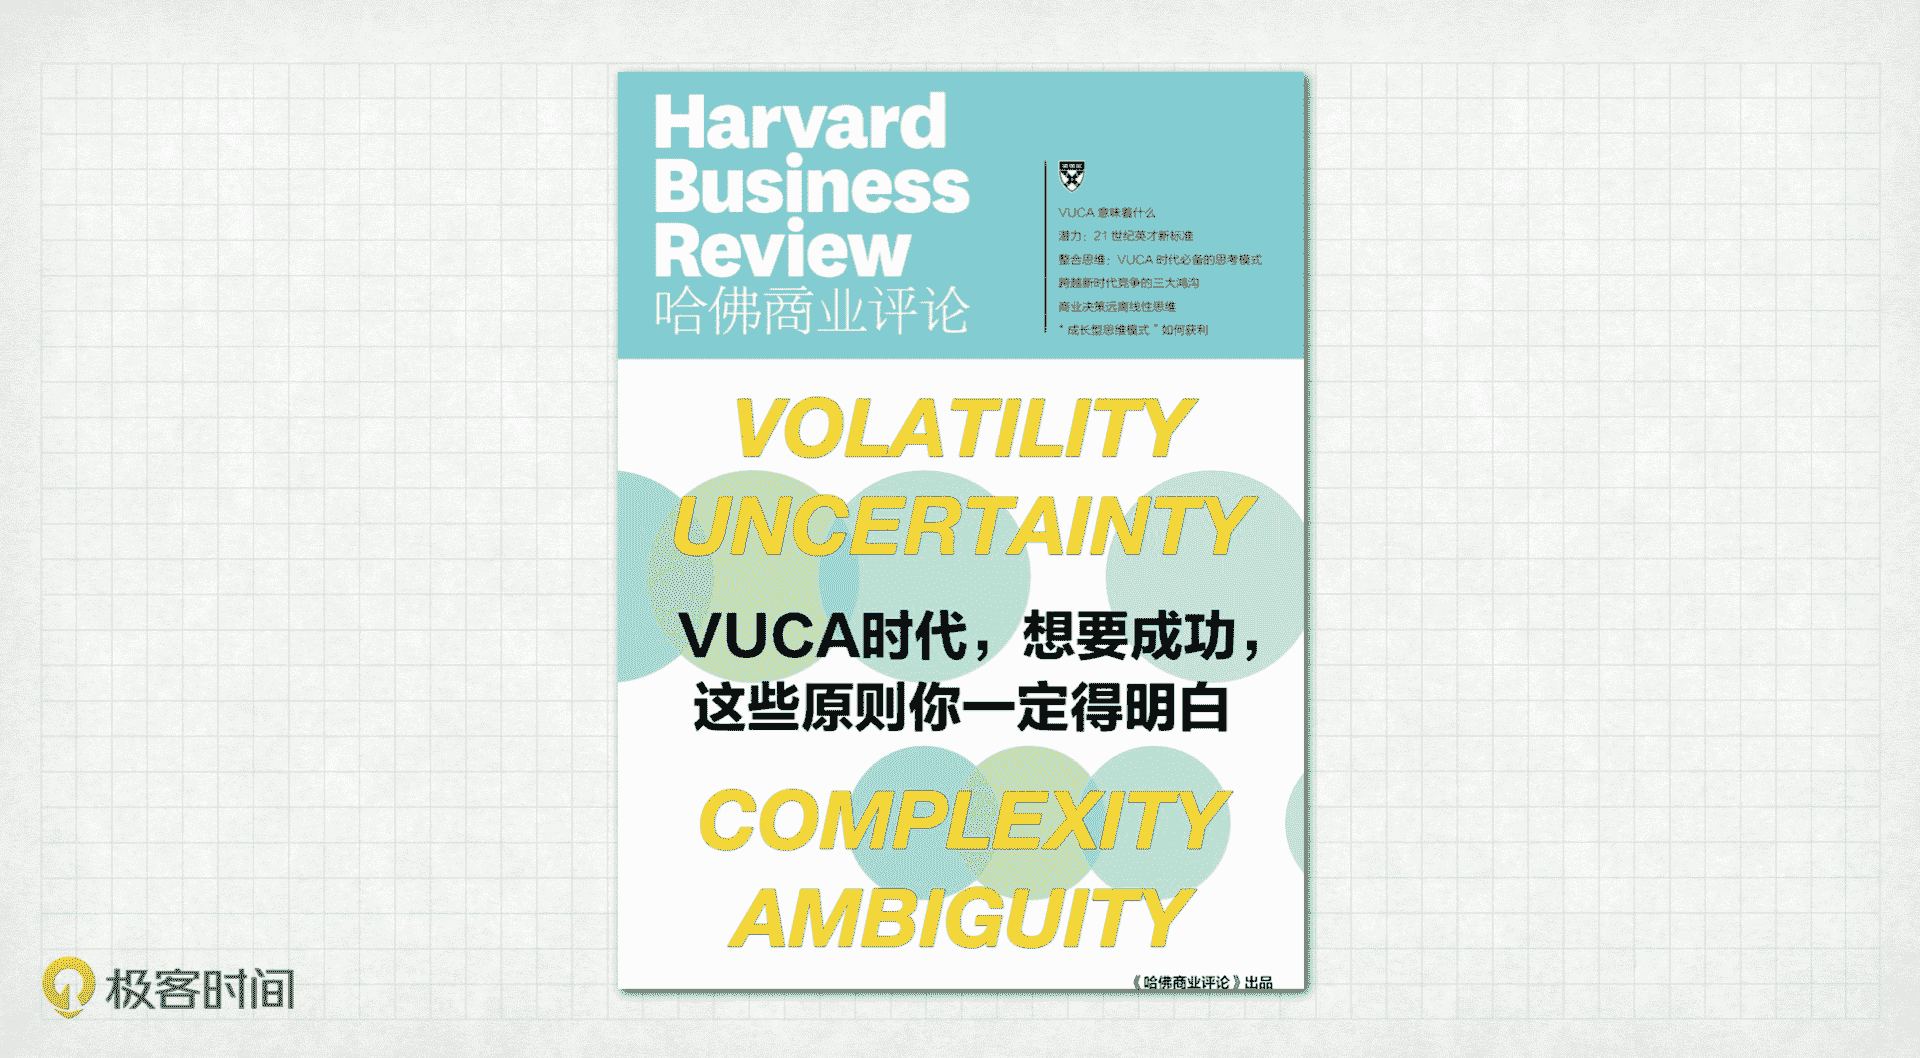 Harvard
Business
Review
哈佛商业评论
VUCA 意味着什么
潜力：21 世纪英才新标准
整合思维：VUCA 时代必备的思考模式
跨越新时代竞争的三大鸿沟
商业决策远离线性思维
“成长型思维模式”如何获利
VOLATILITY
UNCERTAINTY
VUCA时代，想要成功，
这些原则你一定得明白
COMPLEXITY
AMBIGUITY
《哈佛商业评论》出品
极客时间